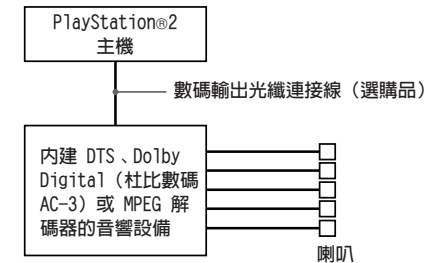 PlayStation®2
主機
數碼輸出光纖連接線（選購品）
內建 DTS、Dolby
Digital（杜比數碼
AC-3）或 MPEG 解
碼器的音響設備
喇叭